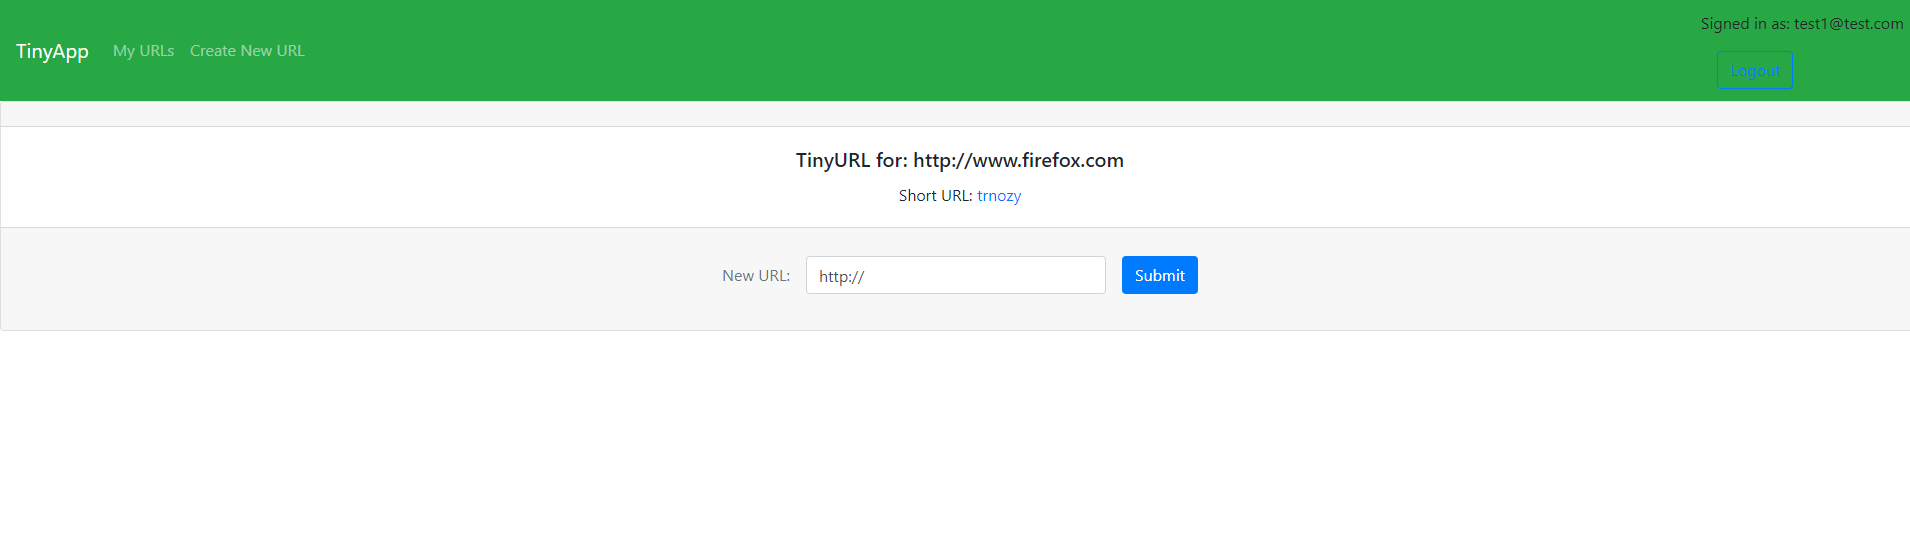 TinyApp My URLs Create New URL
Signed in as: test1@test.com
Logout
TinyURL for: http://www.firefox.com
Short URL: trnozy
New URL: http:// Submit